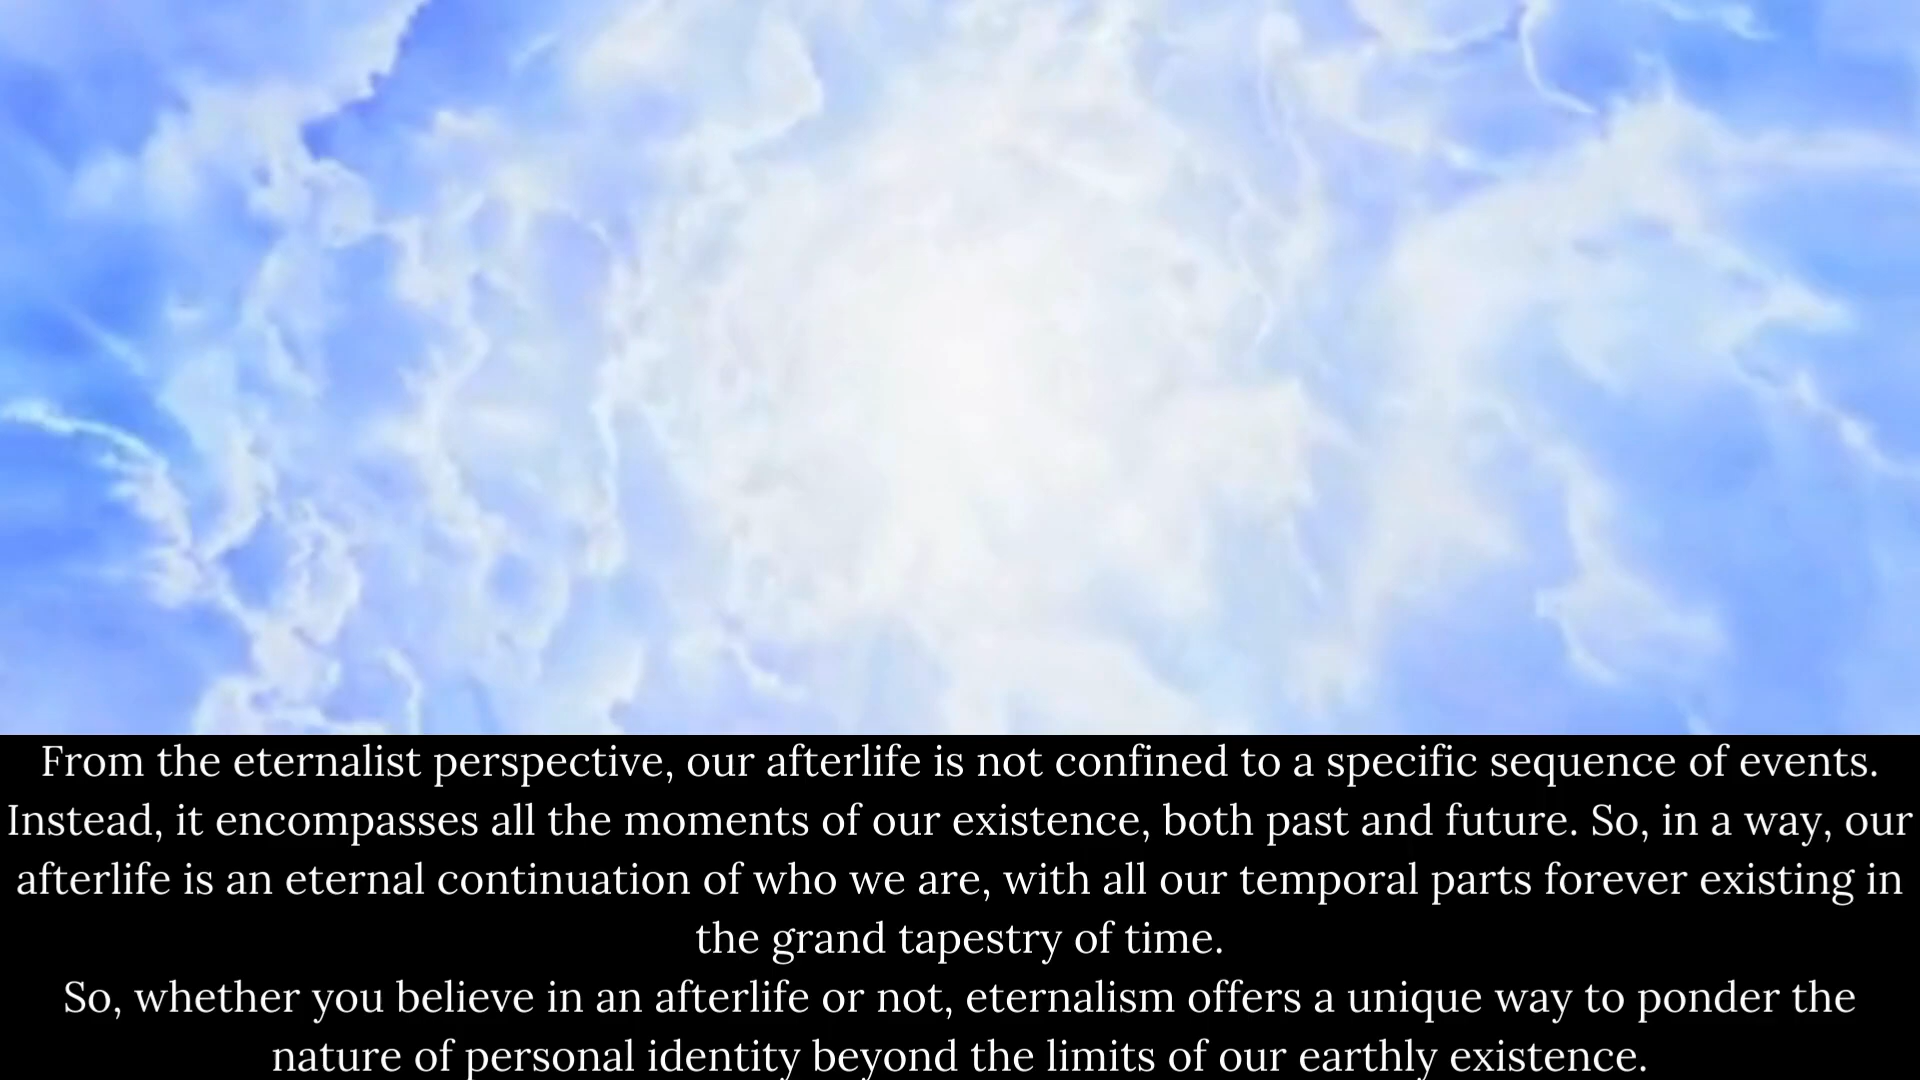 From the eternalist perspective, our afterlife is not confined to a specific sequence of events.
Instead, it encompasses all the moments of our existence, both past and future. So, in a way, our
afterlife is an eternal continuation of who we are, with all our temporal parts forever existing in
the grand tapestry of time.
So, whether you believe in an afterlife or not, eternalism offers a unique way to ponder the
nature of personal identity beyond the limits of our earthly existence.